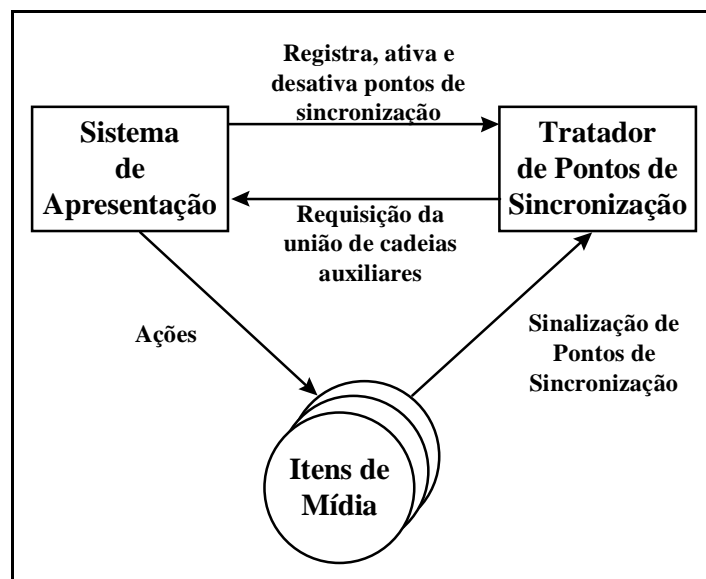 Registra, ativa e
desativa pontos de
sincronização
Sistema
de
Apresentação
Tratador
de Pontos de
Sincronização
Requisição da
união de cadeias
auxiliares
Ações
Sinalização de
Pontos de
Sincronização
Itens de
Mídia